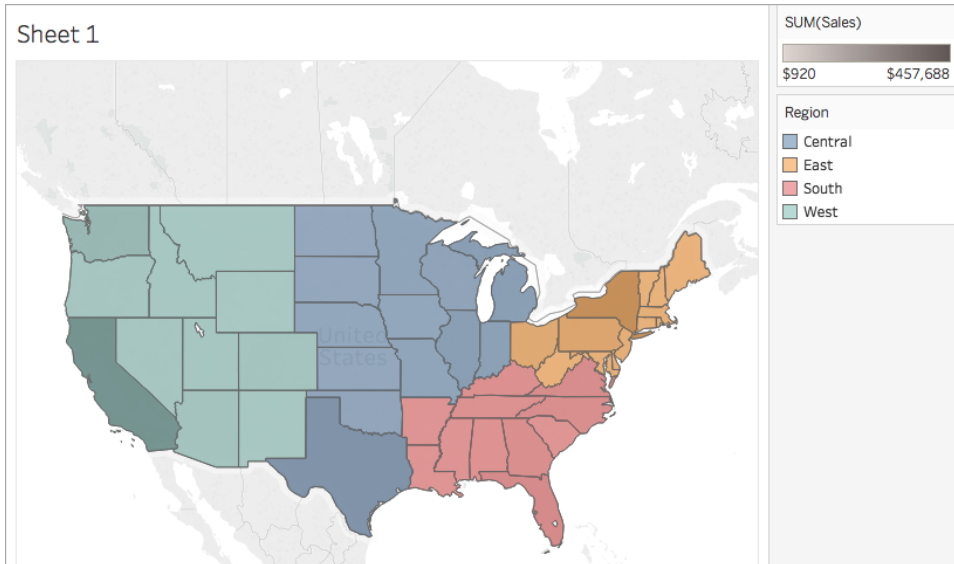 Sheet 1
United
States
SUM(Sales)
$920 $457,688
Region
Central
East
South
West